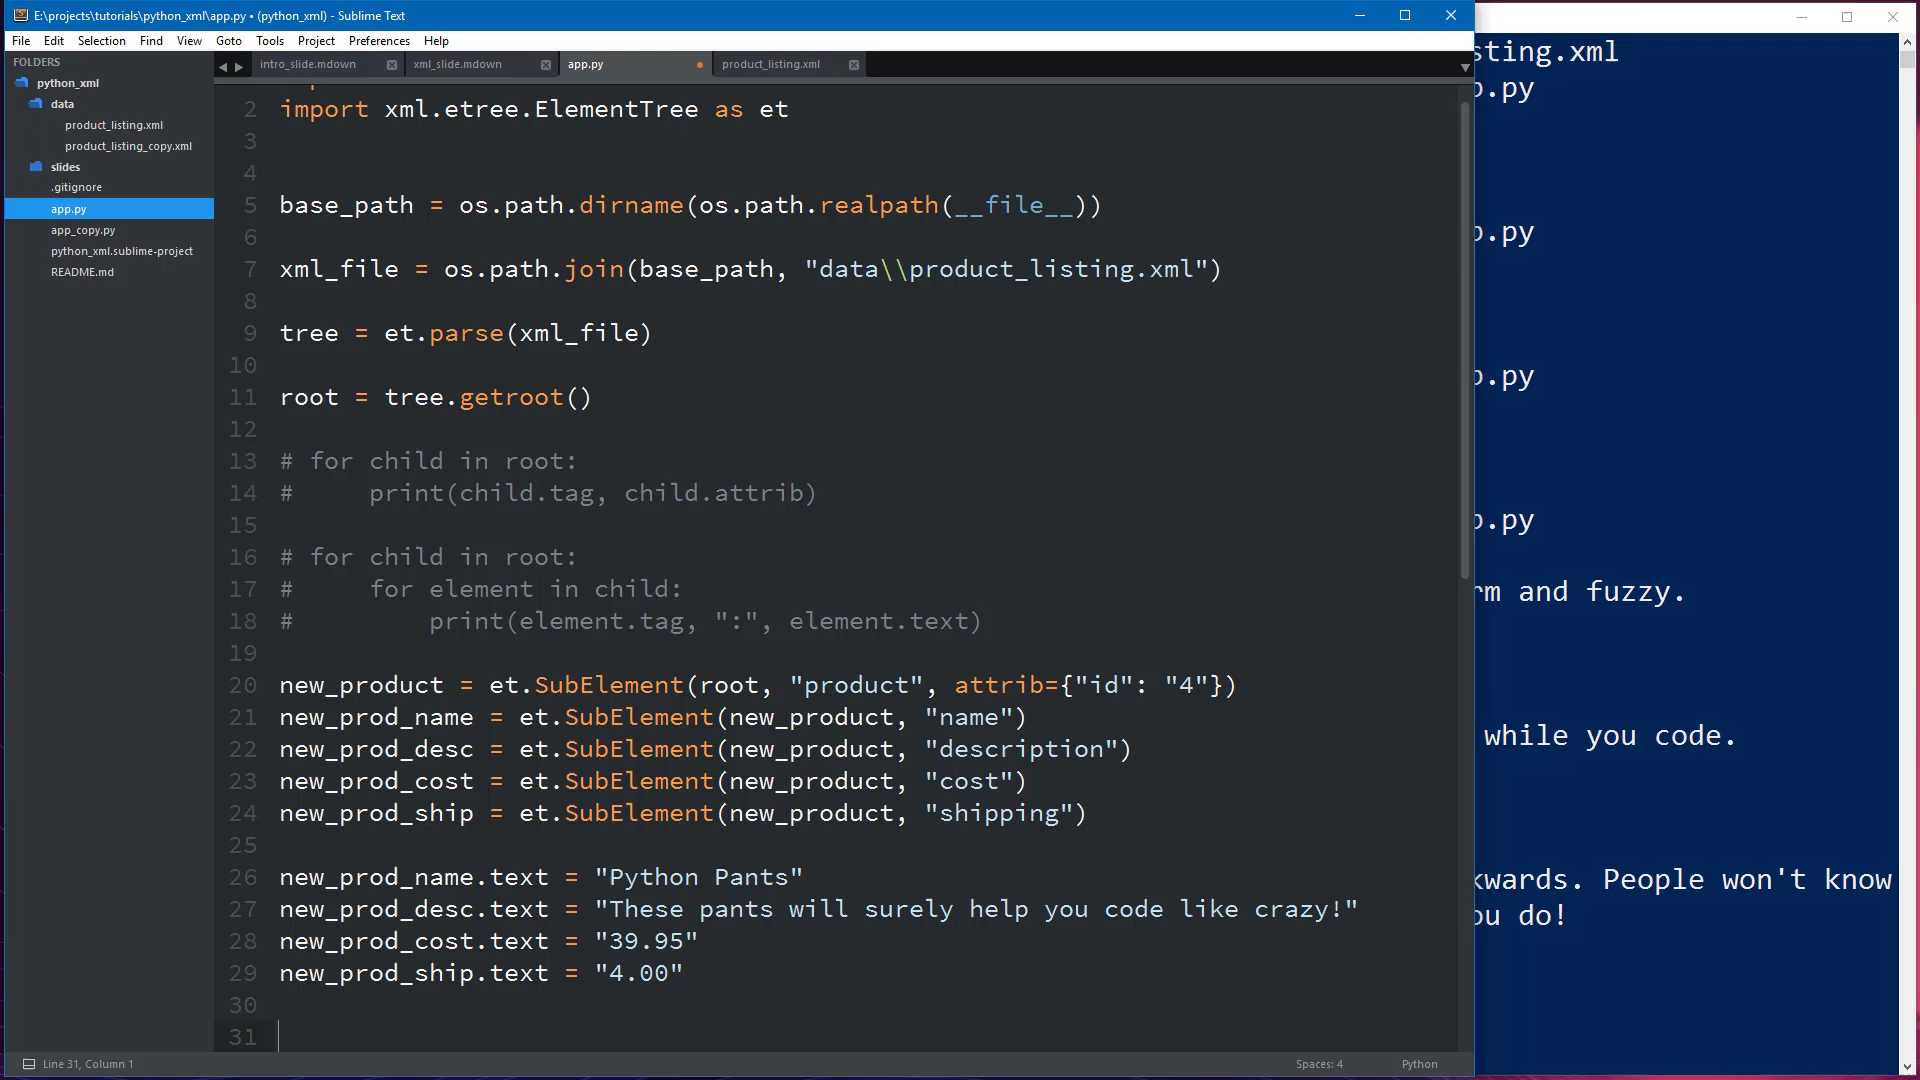 E:\projects\tutorials\python_xml\app.py • (python_xml) - Sublime Text
File Edit Selection Find View Goto Tools Project Preferences Help
FOLDERS
python_xml
data
product_listing.xml
product_listing_copy.xml
slides
.gitignore
app.py
app_copy.py
python_xml.sublime-project
README.md
intro_slide.mdown xml_slide.mdown app.py product_listing.xml
2 import xml.etree.ElementTree as et
3
4
5 base_path = os.path.dirname(os.path.realpath(__file__))
6
7 xml_file = os.path.join(base_path, "data\\product_listing.xml")
8
9 tree = et.parse(xml_file)
10
11 root = tree.getroot()
12
13 # for child in root:
14 #     print(child.tag, child.attrib)
15
16 # for child in root:
17 #     for element in child:
18 #         print(element.tag, ":", element.text)
19
20 new_product = et.SubElement(root, "product", attrib={"id": "4"})
21 new_prod_name = et.SubElement(new_product, "name")
22 new_prod_desc = et.SubElement(new_product, "description")
23 new_prod_cost = et.SubElement(new_product, "cost")
24 new_prod_ship = et.SubElement(new_product, "shipping")
25
26 new_prod_name.text = "Python Pants"
27 new_prod_desc.text = "These pants will surely help you code like crazy!"
28 new_prod_cost.text = "39.95"
29 new_prod_ship.text = "4.00"
30
31
Line 31, Column 1 Spaces: 4 Python
sting.xml
p.py
p.py
p.py
p.py
rm and fuzzy.
while you code.
kwards. People won't know
ou do!